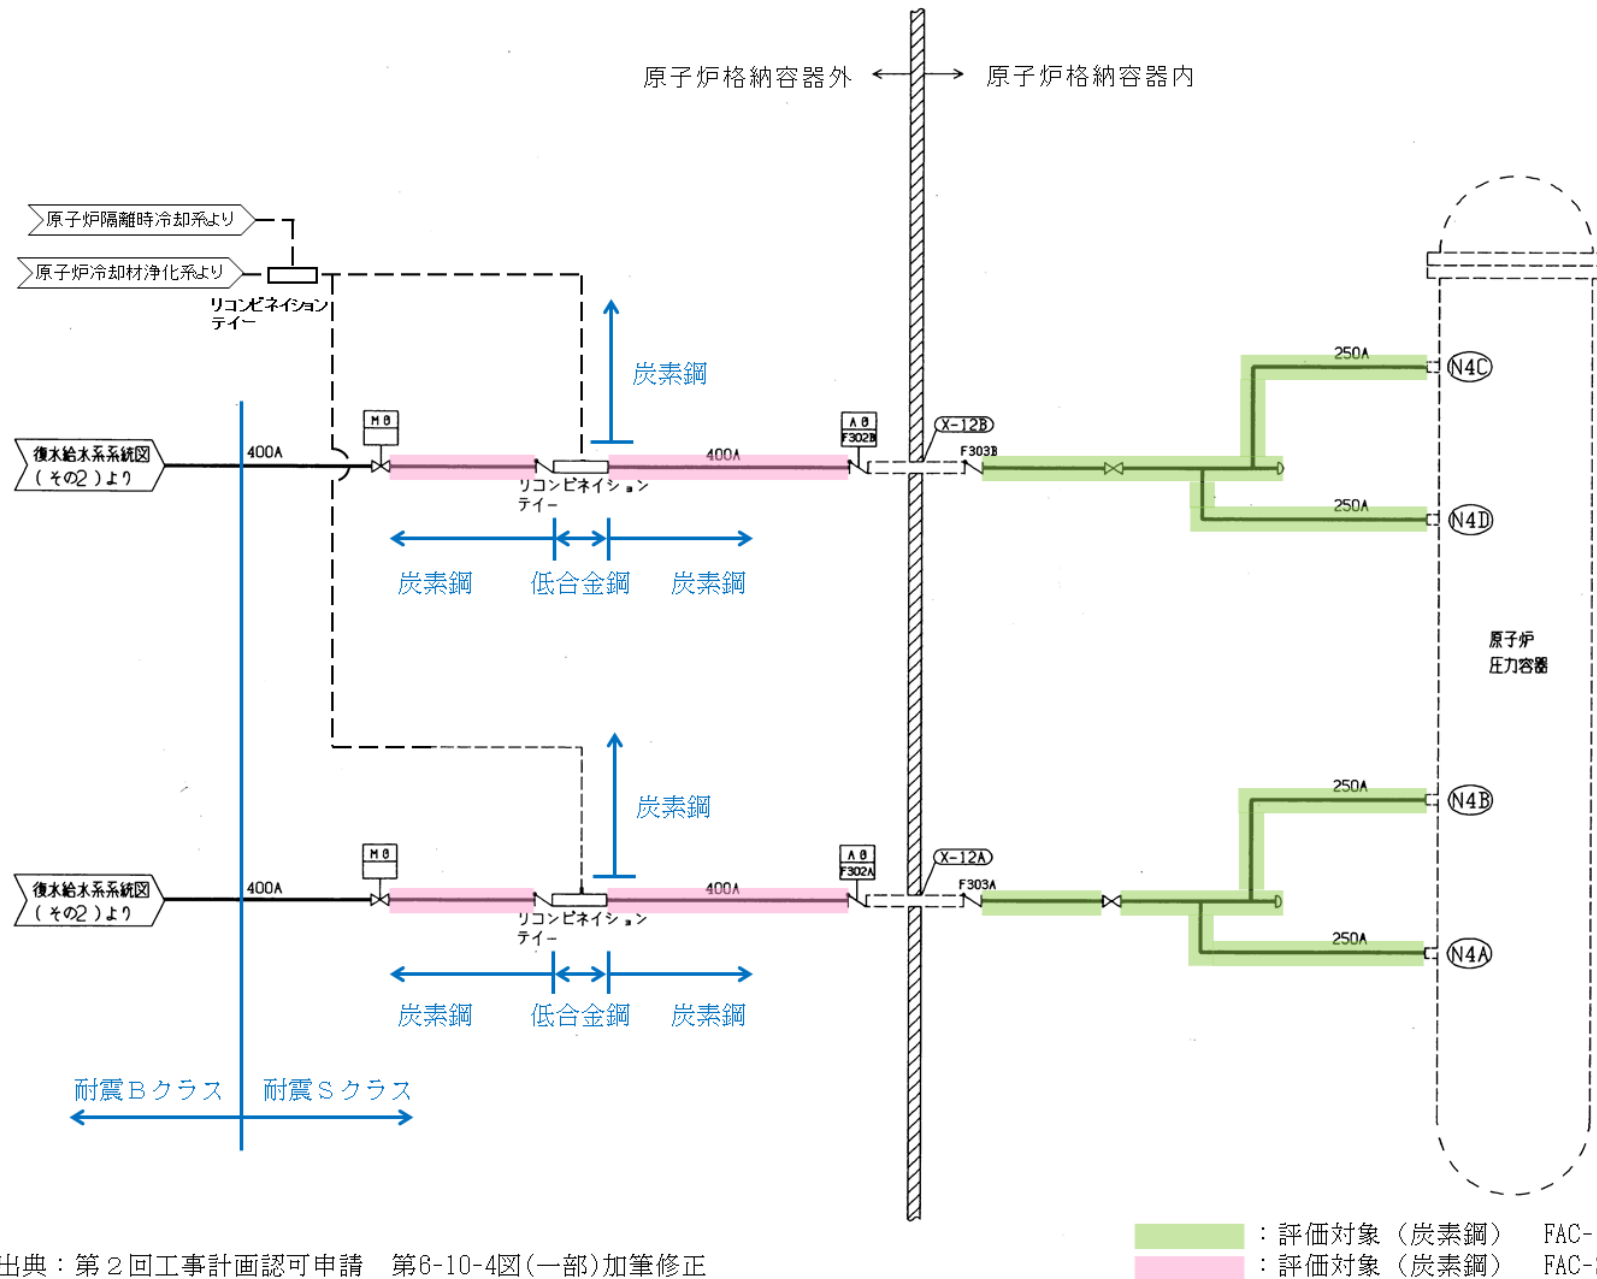 原子炉格納容器外
原子炉格納容器内
原子炉隔離時冷却系より
原子炉冷却材浄化系より
リコンビネイション
テイー
炭素鋼
250A
N4C
MO
AO
F302B
X-12B
復水給水系系統図
(その2)より
400A
400A
F303B
リコンビネイション
テイー
250A
N4D
炭素鋼
低合金鋼
炭素鋼
原子炉
圧力容器
炭素鋼
250A
N4B
MO
AO
F302A
X-12A
復水給水系系統図
(その2)より
400A
400A
F303A
リコンビネイション
テイー
250A
N4A
炭素鋼
低合金鋼
炭素鋼
耐震Bクラス
耐震Sクラス
:評価対象(炭素鋼) FAC-
:評価対象(炭素鋼) FAC-
出典:第2回工事計画認可申請 第6-10-4図(一部)加筆修正